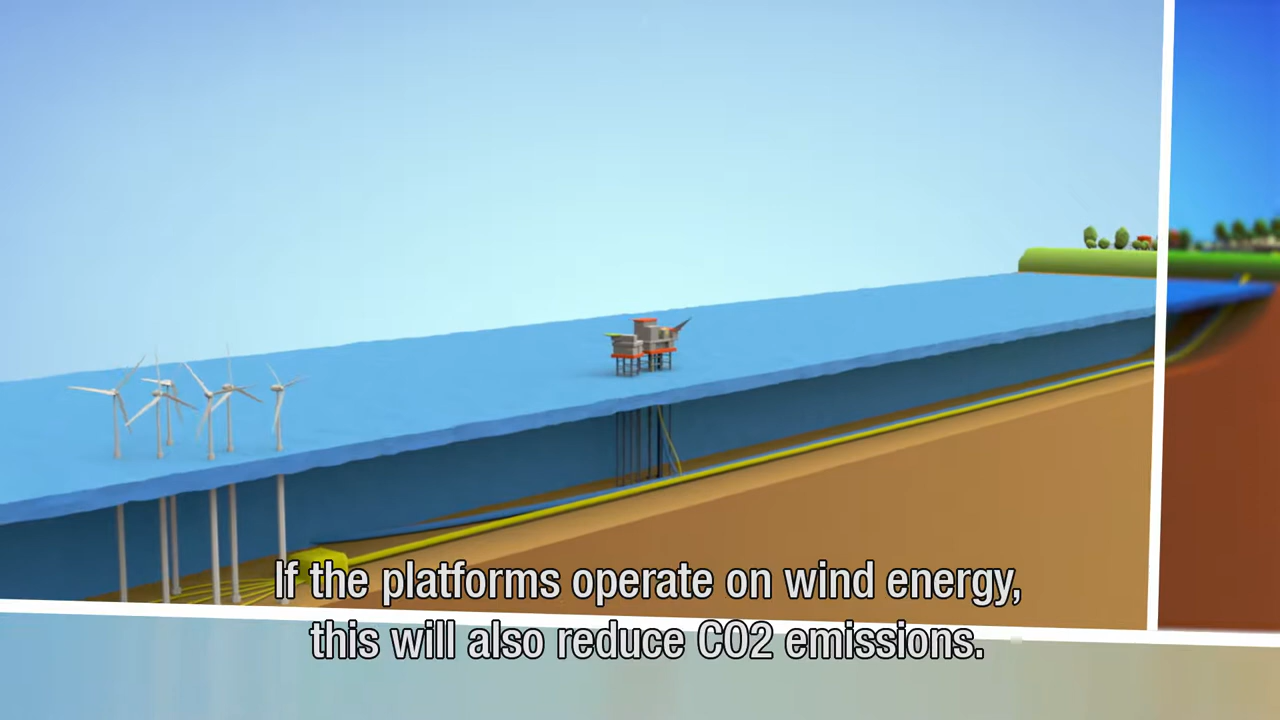 If the platforms operate on wind energy,
this will also reduce CO2 emissions.